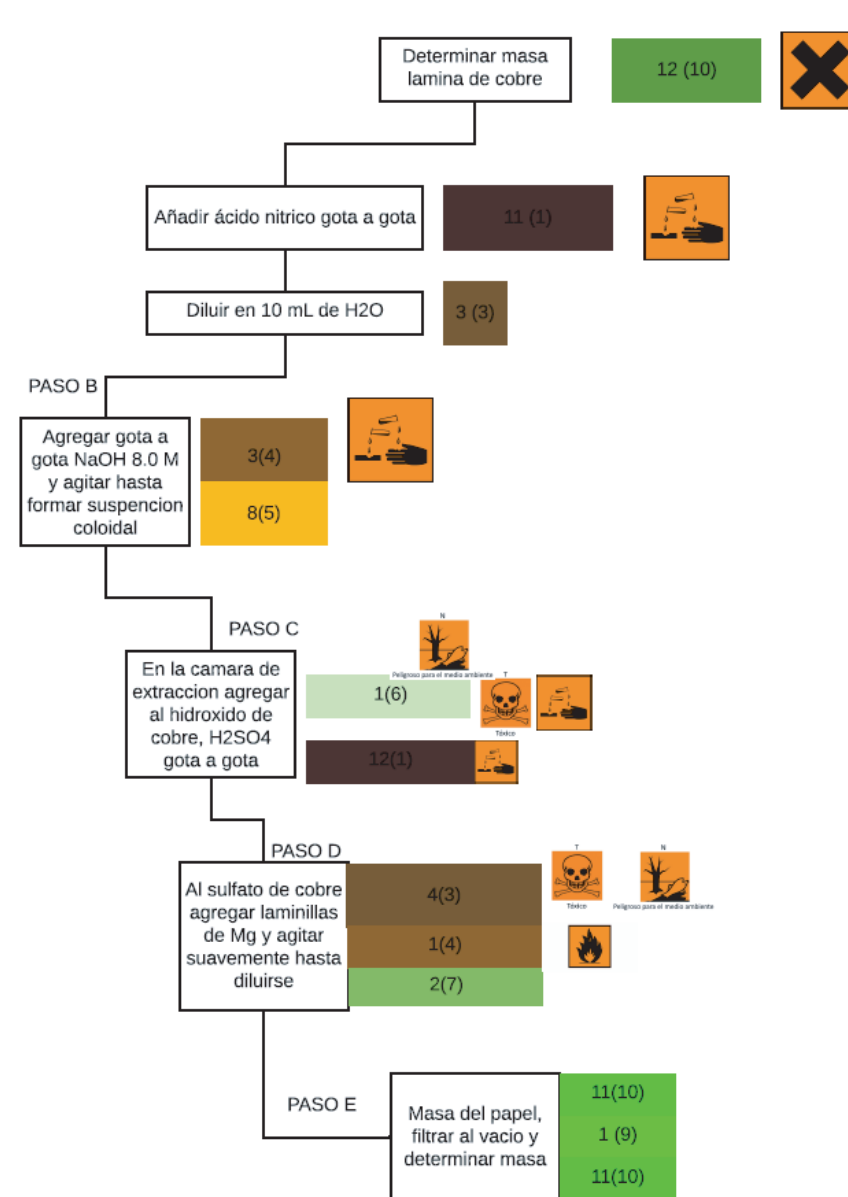 Determinar masa
lamina de cobre
12 (10)
Añadir ácido nitrico gota a gota
11 (1)
Diluir en 10 mL de H2O
3 (3)
PASO B
Agregar gota a
gota NaOH 8.0 M
y agitar hasta
formar suspencion
coloidal
3(4)
8(5)
PASO C
En la camara de
extraccion agregar
al hidroxido de
cobre, H2SO4
gota a gota
N
Peligroso para el medio ambiente
1(6)
T
Tóxico
12(1)
PASO D
Al sulfato de cobre
agregar laminillas
de Mg y agitar
suavemente hasta
diluirse
4(3)
1(4)
2(7)
T
Tóxico
N
Peligroso para el medio ambiente
PASO E
Masa del papel,
filtrar al vacio y
determinar masa
11(10)
1 (9)
11(10)